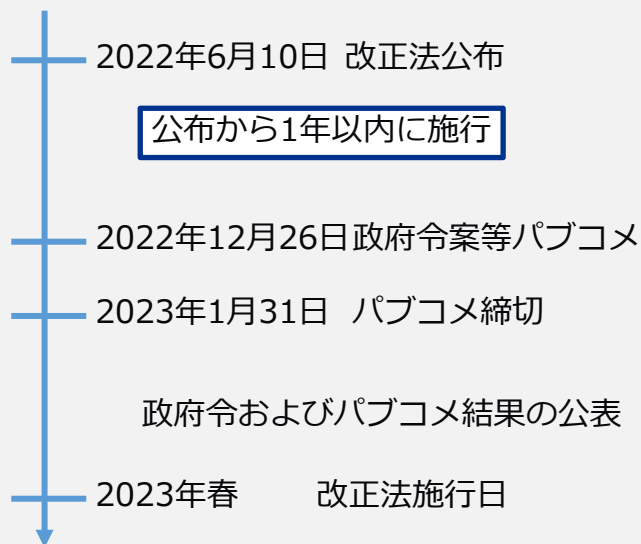 2022年6月10日 改正法公布
公布から1年以内に施行
2022年12月26日政府令案等パブコメ
2023年1月31日 パブコメ締切
政府令およびパブコメ結果の公表
2023年春 改正法施行日